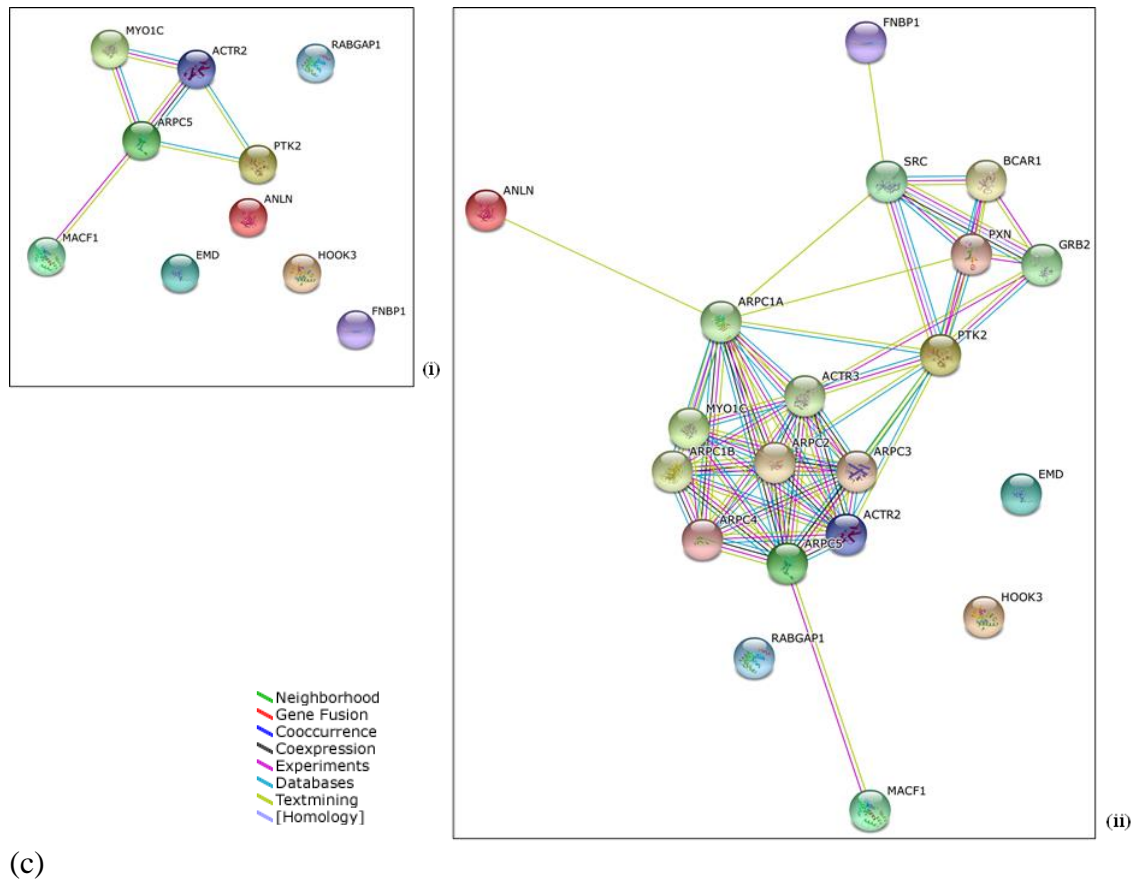 MYO1C
ACTR2
RABGAP1
ARPC5
PTK2
ANLN
MACF1
EMD
HOOK3
FNBP1
(i)
FNBP1
SRC
BCAR1
ANLN
PXN
GRB2
ARPC1A
PTK2
ACTR3
MYO1C
ARPC2
ARPC1B
ARPC3
EMD
ARPC4
ACTR2
ARPC5
HOOK3
RABGAP1
MACF1
(ii)
Neighborhood
Gene Fusion
Cooccurrence
Coexpression
Experiments
Databases
Textmining
[Homology]
(c)